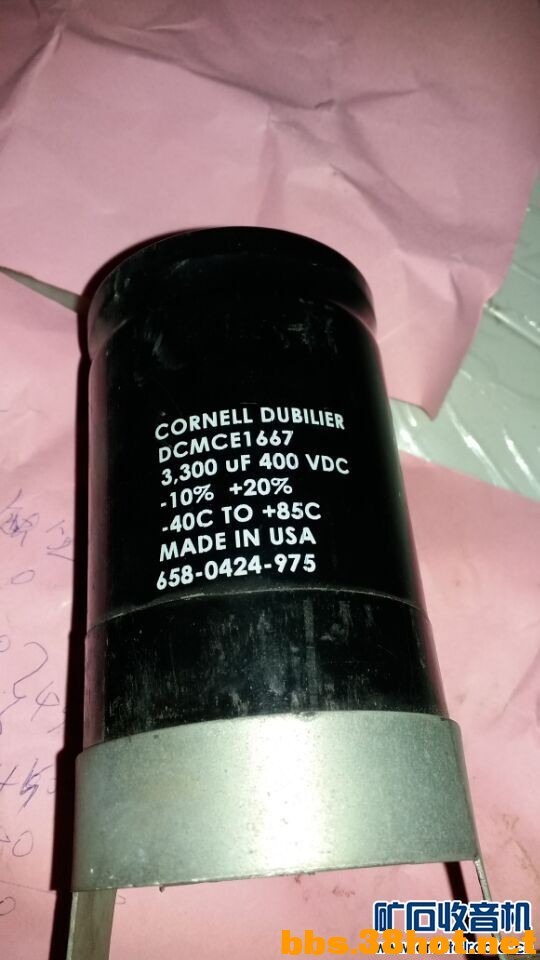 CORNELL DUBILIER
DCMCE1667
3,300 uF 400 VDC
-10% +20%
-40C TO +85C
MADE IN USA
658-0424-975
矿石收音机
bbs.38hot.net